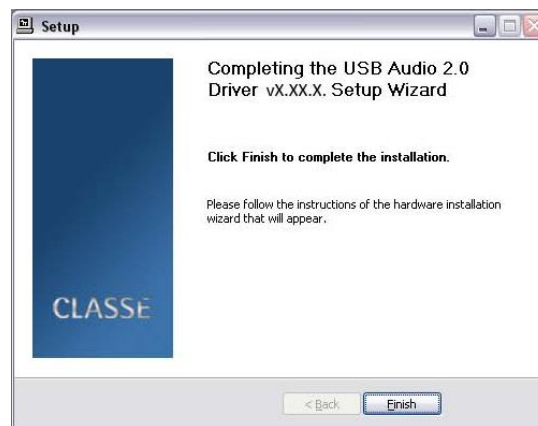 Setup
Completing the USB Audio 2.0
Driver vX.XX.X. Setup Wizard
Click Finish to complete the installation.
Please follow the instructions of the hardware installation
wizard that will appear.
CLASSE
< Back Finish